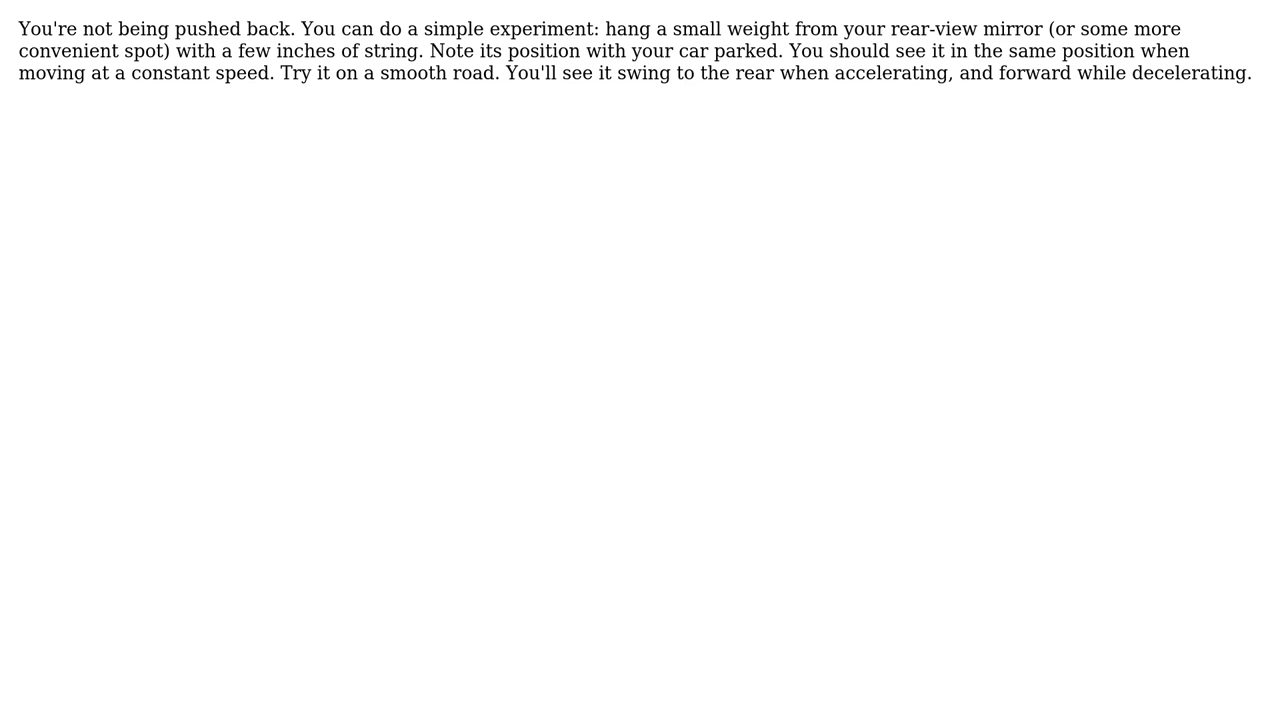 You're not being pushed back. You can do a simple experiment: hang a small weight from your rear-view mirror (or some more
convenient spot) with a few inches of string. Note its position with your car parked. You should see it in the same position when
moving at a constant speed. Try it on a smooth road. You'll see it swing to the rear when accelerating, and forward while decelerating.